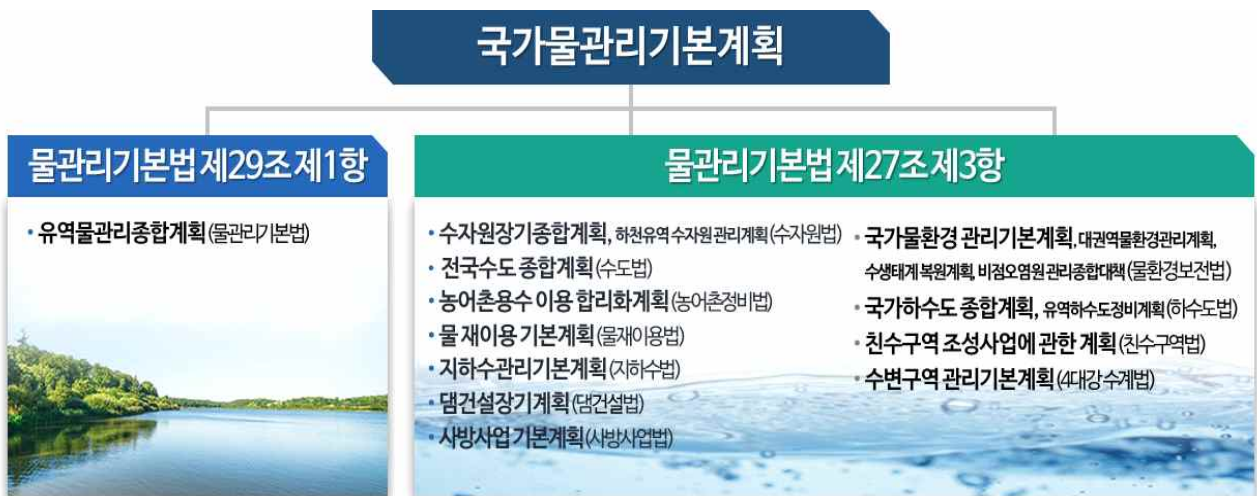 국가물관리기본계획
물관리기본법 제29조 제1항
• 유역물관리종합계획(물관리기본법)
물관리기본법 제27조 제3항
• 수자원장기종합계획, 하천유역 수자원 관리계획(수자원법)
• 전국수도 종합계획(수도법)
• 농어촌용수 이용 합리화계획(농어촌정비법)
• 물 재이용 기본계획(물재이용법)
• 지하수관리기본계획(지하수법)
• 댐건설장기계획(댐건설법)
• 사방사업 기본계획(사방사업법)
• 국가물환경 관리기본계획, 대권역물환경관리계획,
수생태계 복원계획, 비점오염원 관리종합대책(물환경보전법)
• 국가하수도 종합계획, 유역하수도정비계획(하수도법)
• 친수구역 조성사업에 관한 계획(친수구역법)
• 수변구역 관리기본계획(4대강 수계법)